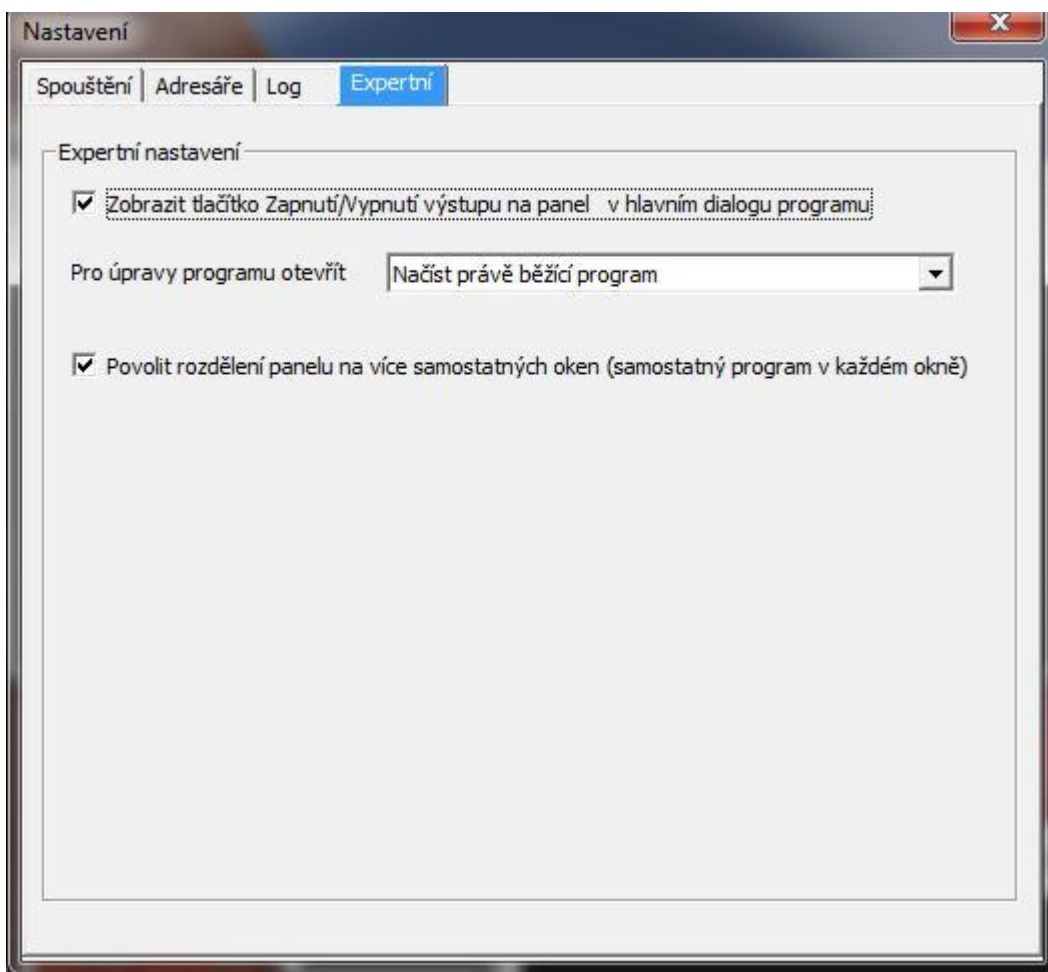 Nastavení
Spouštění Adresáře Log Expertní
Expertní nastavení
Zobrazit tlačítko Zapnutí/Vypnutí výstupu na panel v hlavním dialogu programu
Pro úpravy programu otevřít Načíst právě běžící program
Povolit rozdělení panelu na více samostatných oken (samostatný program v každém okně)